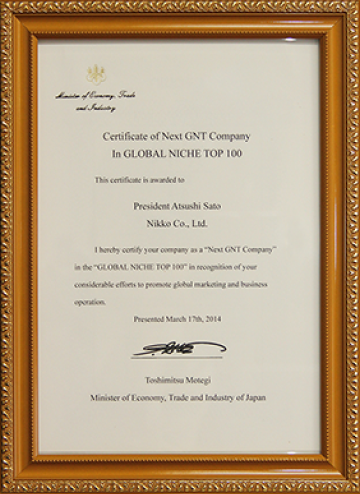 Minister of Economy, Trade
and Industry
Certificate of Next GNT Company
In GLOBAL NICHE TOP 100
This certificate is awarded to
President Atsushi Sato
Nikko Co., Ltd.
I hereby certify your company as a “Next GNT Company”
in the “GLOBAL NICHE TOP 100” in recognition of your
considerable efforts to promote global marketing and business
operation.
Presented March 17th, 2014
Toshimitsu Motegi
Minister of Economy, Trade and Industry of Japan